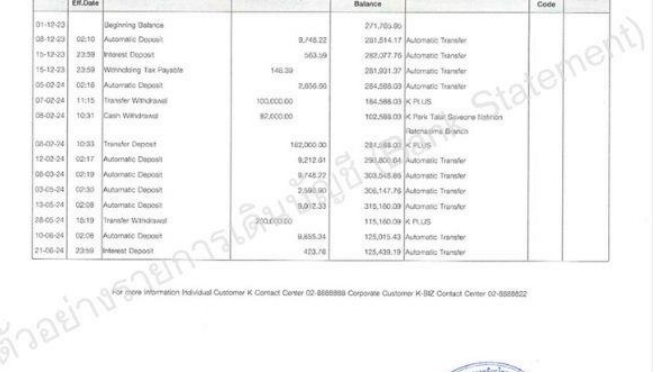 Eff.Date Balance Code
01-12-23 Beginning Balance 271,765.95
08-12-23 02:10 Automatic Deposit 9,748.22 281,514.17 Automatic Transfer
15-12-23 23:59 Interest Deposit 563.59 282,077.76 Automatic Transfer
15-12-23 23:59 Withholding Tax Payable 146.39 281,931.37 Automatic Transfer
05-02-24 02:16 Automatic Deposit 2,656.66 284,588.03 Automatic Transfer
07-02-24 11:15 Transfer Withdrawal 100,000.00 184,588.03 K PLUS
08-02-24 10:31 Cash Withdrawal 82,000.00 102,588.03 K Park Talat Saveone Nakhon
Ratchasima Branch
08-02-24 10:33 Transfer Deposit 182,000.00 284,588.03 K PLUS
12-02-24 02:17 Automatic Deposit 9,212.61 293,800.64 Automatic Transfer
08-03-24 02:19 Automatic Deposit 9,748.22 303,548.86 Automatic Transfer
03-05-24 02:30 Automatic Deposit 2,598.90 306,147.76 Automatic Transfer
13-05-24 02:08 Automatic Deposit 9,012.33 315,160.09 Automatic Transfer
28-05-24 Transfer Withdrawal 200,000.00 115,160.09 K PLUS
10-06-24 02:06 Automatic Deposit 9,855.34 125,015.43 Automatic Transfer
21-06-24 23:59 Interest Deposit 423.76 125,439.19 Automatic Transfer
ตัวอย่างรายการเดินบัญชี (Bank Statement)
For more information Individual Customer K Contact Center 02-8888888 Corporate Customer K-BIZ Contact Center 02-8888822